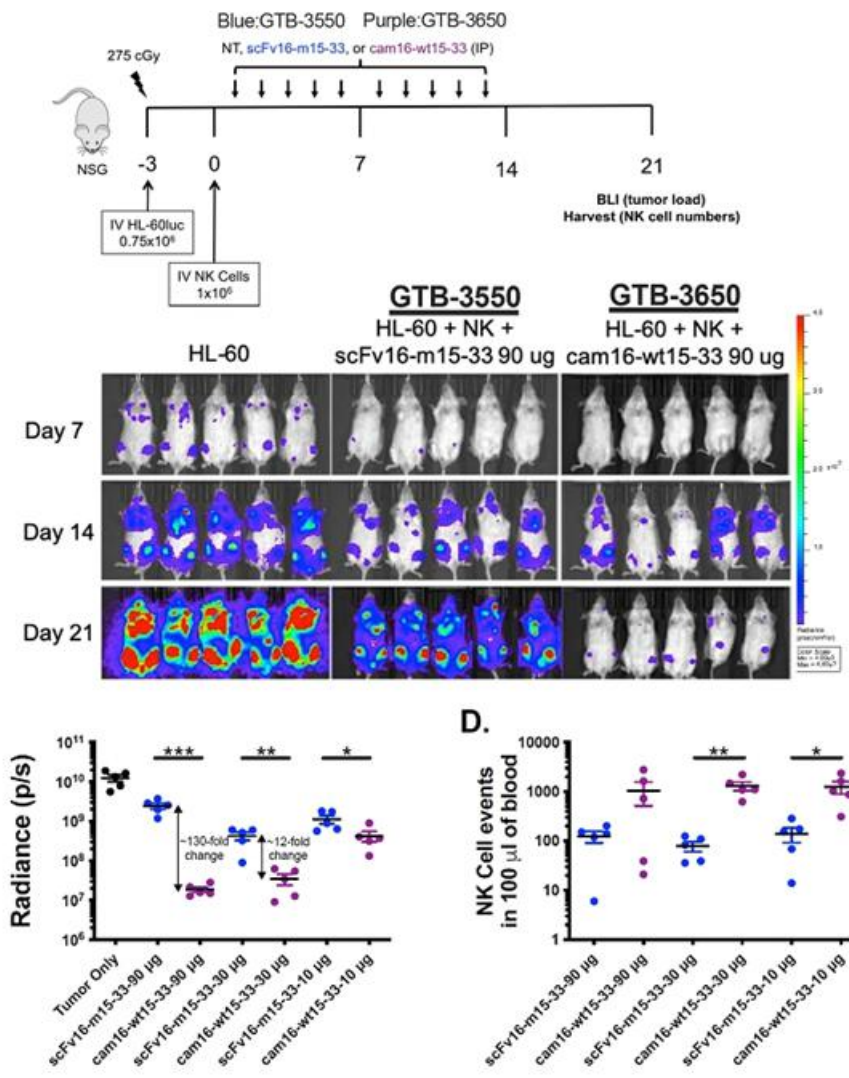 Blue:GTB-3550 Purple:GTB-3650
NT, scFv16-m15-33, or cam16-wt15-33 (IP)
275 cGy
NSG
-3 0 7 14 21
IV HL-60luc
0.75x10⁶
IV NK Cells
1x10⁶
BLI (tumor load)
Harvest (NK cell numbers)
GTB-3550
HL-60 + NK +
scFv16-m15-33 90 ug
GTB-3650
HL-60 + NK +
cam16-wt15-33 90 ug
HL-60
Day 7
Day 14
Day 21
Radiance (p/s)
10¹¹
10¹⁰
10⁹
10⁸
10⁷
10⁶
***
**
*
~130-fold
change
~12-fold
change
Tumor Only
scFv16-m15-33-90 µg
cam16-wt15-33-90 µg
scFv16-m15-33-30 µg
cam16-wt15-33-30 µg
scFv16-m15-33-10 µg
cam16-wt15-33-10 µg
D.
NK Cell events
in 100 µl of blood
10000
1000
100
10
1
**
*
scFv16-m15-33-90 µg
cam16-wt15-33-90 µg
scFv16-m15-33-30 µg
cam16-wt15-33-30 µg
scFv16-m15-33-10 µg
cam16-wt15-33-10 µg